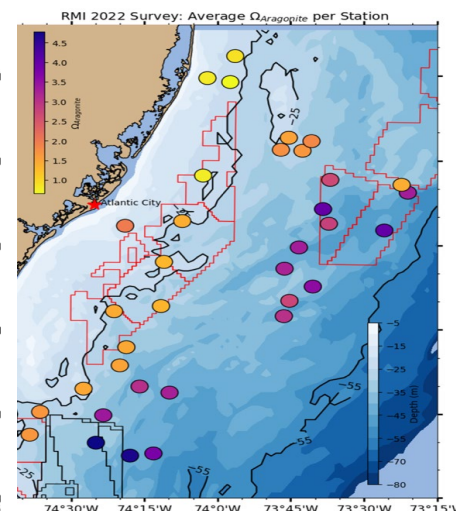 RMI 2022 Survey: Average ΩAragonite per Station
4.5
4.0
3.5
3.0
2.5
2.0
1.5
1.0
ΩAragonite
Atlantic City
−25
−5
−15
−25
−35
−45
−55
−70
−80
Depth (m)
−55
−55
−55
−25
74°30'W
74°15'W
74°0'W
73°45'W
73°30'W
73°15'W